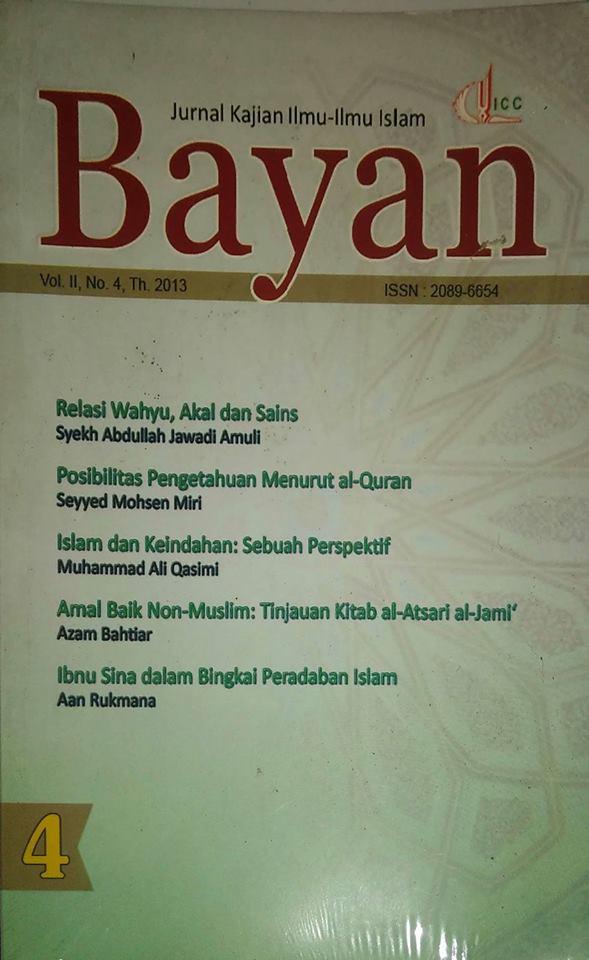 Jurnal Kajian Ilmu-Ilmu Islam
ICC
Bayan
Vol. II, No. 4, Th. 2013
ISSN : 2089-6654
Relasi Wahyu, Akal dan Sains
Syekh Abdullah Jawadi Amuli
Posibilitas Pengetahuan Menurut al-Quran
Seyyed Mohsen Miri
Islam dan Keindahan: Sebuah Perspektif
Muhammad Ali Qasimi
Amal Baik Non-Muslim: Tinjauan Kitab al-Atsari al-Jami‘
Azam Bahtiar
Ibnu Sina dalam Bingkai Peradaban Islam
Aan Rukmana
4